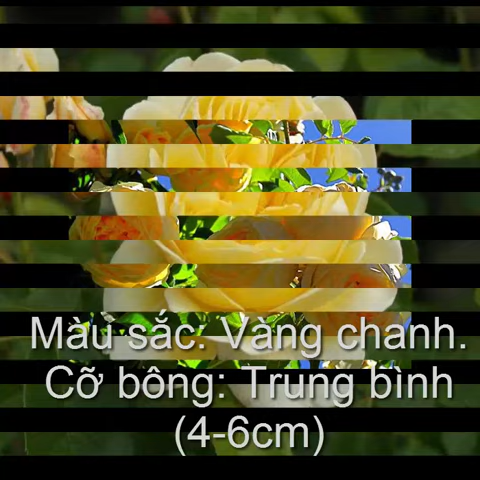 Màu sắc: Vàng chanh.
Cỡ bông: Trung bình
(4-6cm)